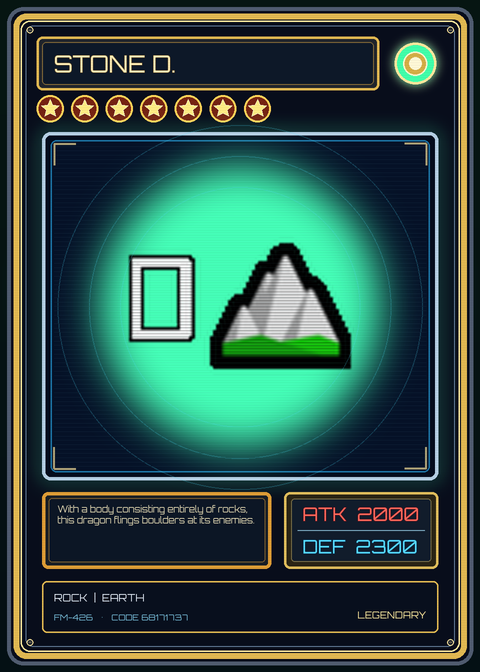 STONE D.
With a body consisting entirely of rocks,
this dragon flings boulders at its enemies.
ATK 2000
DEF 2300
ROCK | EARTH
FM-426 · CODE 68171737
LEGENDARY